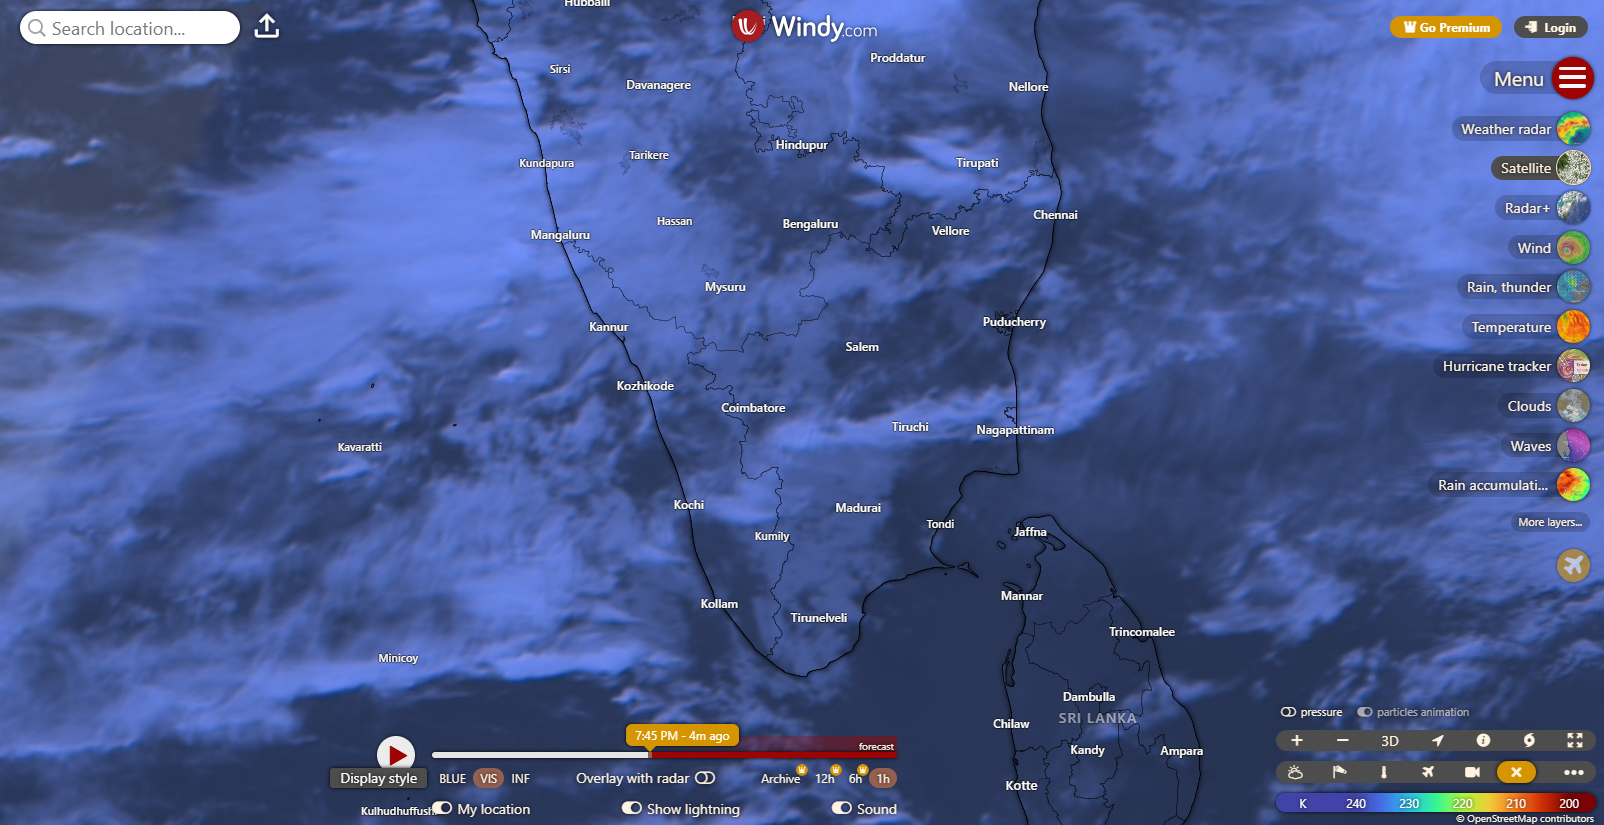 Hubballi
Search location...
Windy.com
Go Premium
Login
Sirsi
Davanagere
Proddatur
Nellore
Menu
Weather radar
Hindupur
Kundapura
Tarikere
Tirupati
Satellite
Radar+
Hassan
Bengaluru
Chennai
Mangaluru
Vellore
Wind
Mysuru
Rain, thunder
Kannur
Puducherry
Temperature
Salem
Hurricane tracker
Kozhikode
Coimbatore
Clouds
Tiruchi
Nagapattinam
Kavaratti
Waves
Rain accumulati...
Kochi
Madurai
Tondi
Jaffna
More layers...
Kumily
Mannar
Kollam
Tirunelveli
Trincomalee
Minicoy
Dambulla
SRI LANKA
Chilaw
pressure
particles animation
7:45 PM - 4m ago
forecast
Kandy
Ampara
3D
Display style
BLUE
VIS
INF
Overlay with radar
Archive
12h
6h
1h
Kotte
Kulhudhuffush
My location
Show lightning
Sound
K 240 230 220 210 200
© OpenStreetMap contributors